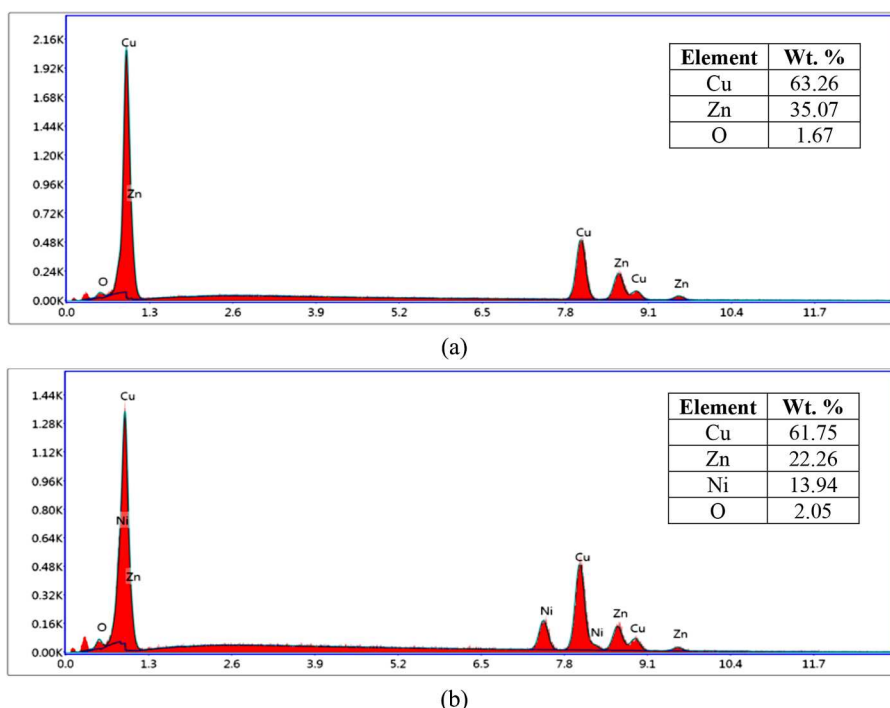 2.16K
1.92K
1.68K
1.44K
1.20K
0.96K
0.72K
0.48K
0.24K
0.00K
Cu
Zn
O
Cu
Zn
Cu
Zn
0.0 1.3 2.6 3.9 5.2 6.5 7.8 9.1 10.4 11.7
Element Wt. %
Cu 63.26
Zn 35.07
O 1.67
(a)
1.44K
1.28K
1.12K
0.96K
0.80K
0.64K
0.48K
0.32K
0.16K
0.00K
Cu
Ni
Zn
O
Ni
Cu
Ni
Zn
Cu
Zn
0.0 1.3 2.6 3.9 5.2 6.5 7.8 9.1 10.4 11.7
Element Wt. %
Cu 61.75
Zn 22.26
Ni 13.94
O 2.05
(b)